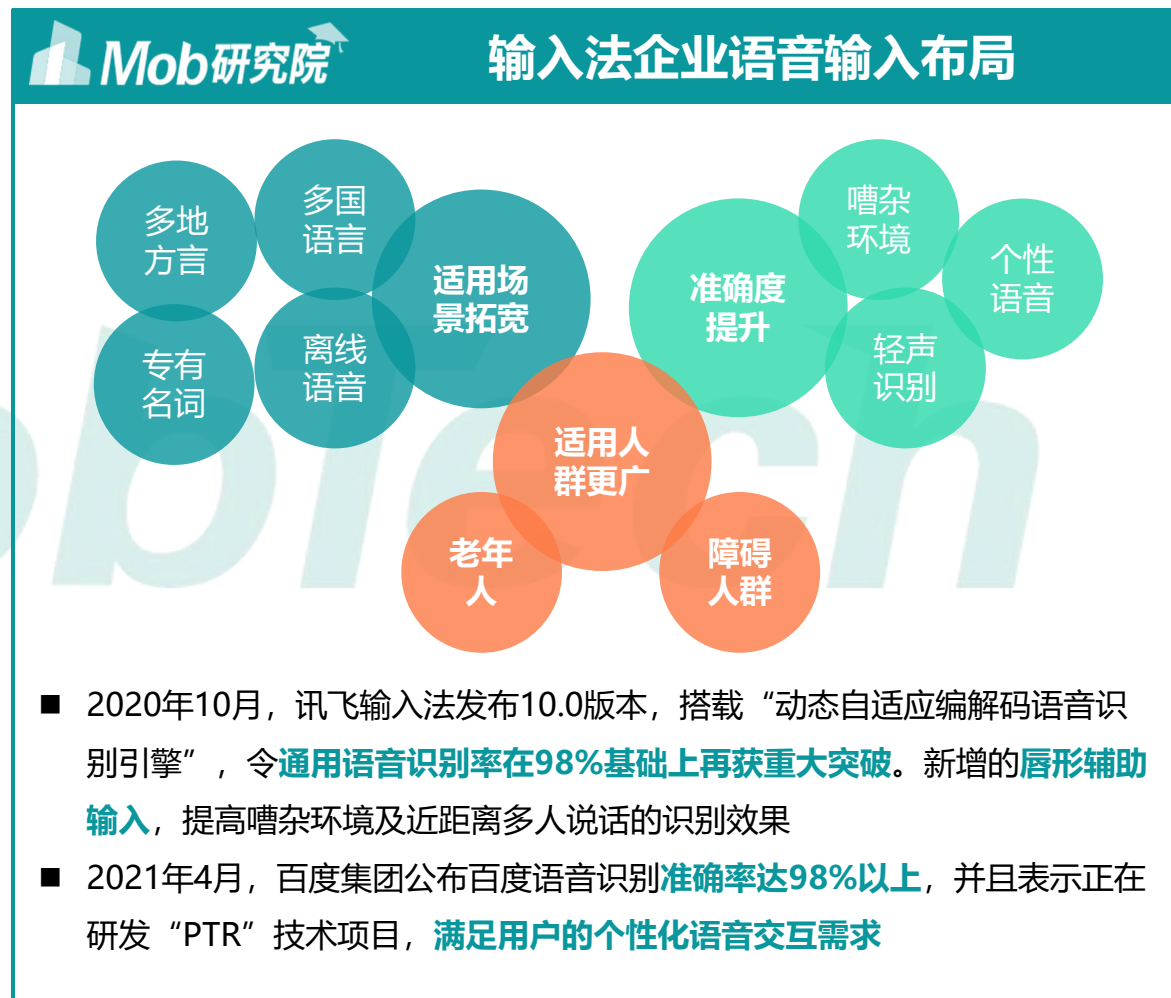 Mob研究院
输入法企业语音输入布局
多地
方言
多国
语言
专有
名词
离线
语音
适用场
景拓宽
准确度
提升
嘈杂
环境
个性
语音
轻声
识别
适用人
群更广
老年
人
障碍
人群
MobTech
■ 2020年10月，讯飞输入法发布10.0版本，搭载“动态自适应编解码语音识
别引擎”，令通用语音识别率在98%基础上再获重大突破。新增的唇形辅助
输入，提高嘈杂环境及近距离多人说话的识别效果
■ 2021年4月，百度集团公布百度语音识别准确率达98%以上，并且表示正在
研发“PTR”技术项目，满足用户的个性化语音交互需求